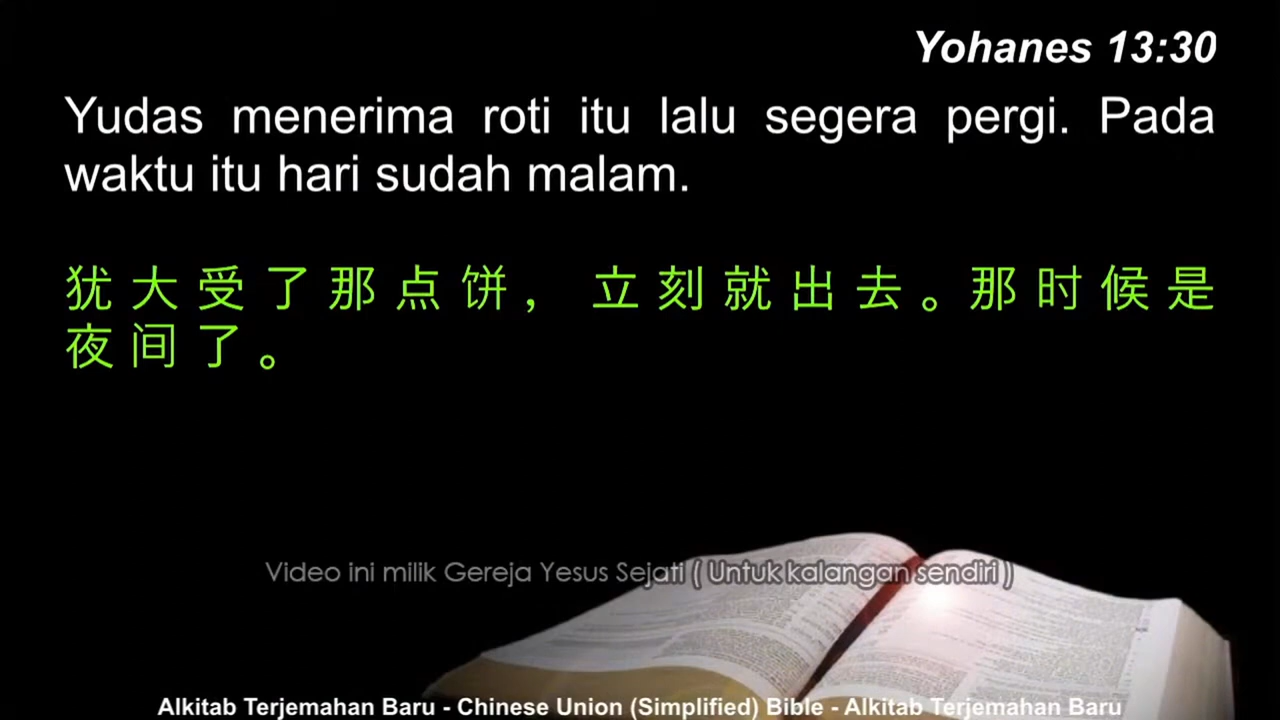 Yohanes 13:30
Yudas menerima roti itu lalu segera pergi. Pada
waktu itu hari sudah malam.
犹大受了那点饼，立刻就出去。那时候是
夜间了。
Video ini milik Gereja Yesus Sejati ( Untuk kalangan sendiri )
Alkitab Terjemahan Baru - Chinese Union (Simplified) Bible - Alkitab Terjemahan Baru